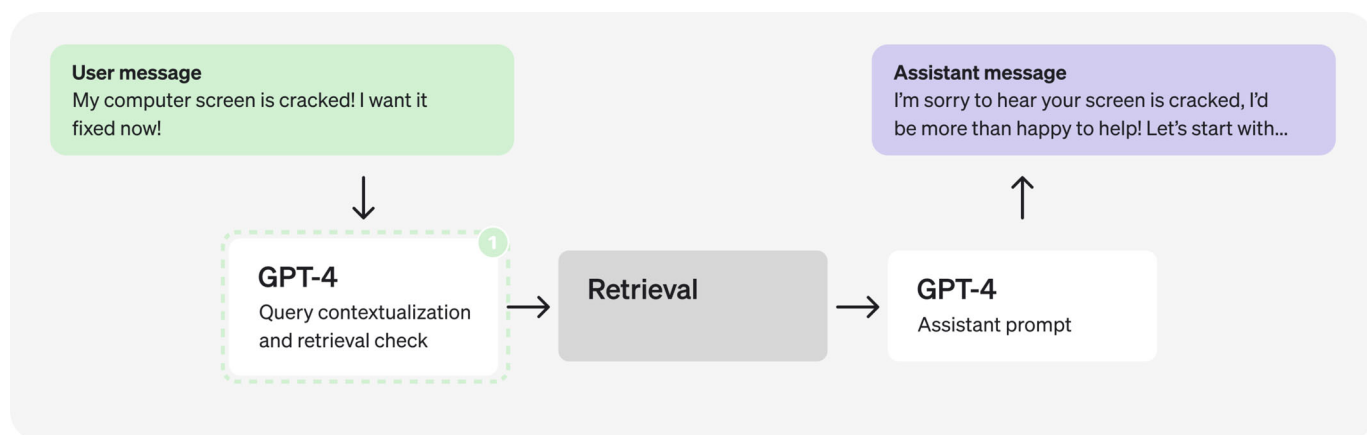 User message
My computer screen is cracked! I want it
fixed now!
Assistant message
I’m sorry to hear your screen is cracked, I’d
be more than happy to help! Let’s start with...
1
GPT-4
Query contextualization
and retrieval check
Retrieval
GPT-4
Assistant prompt